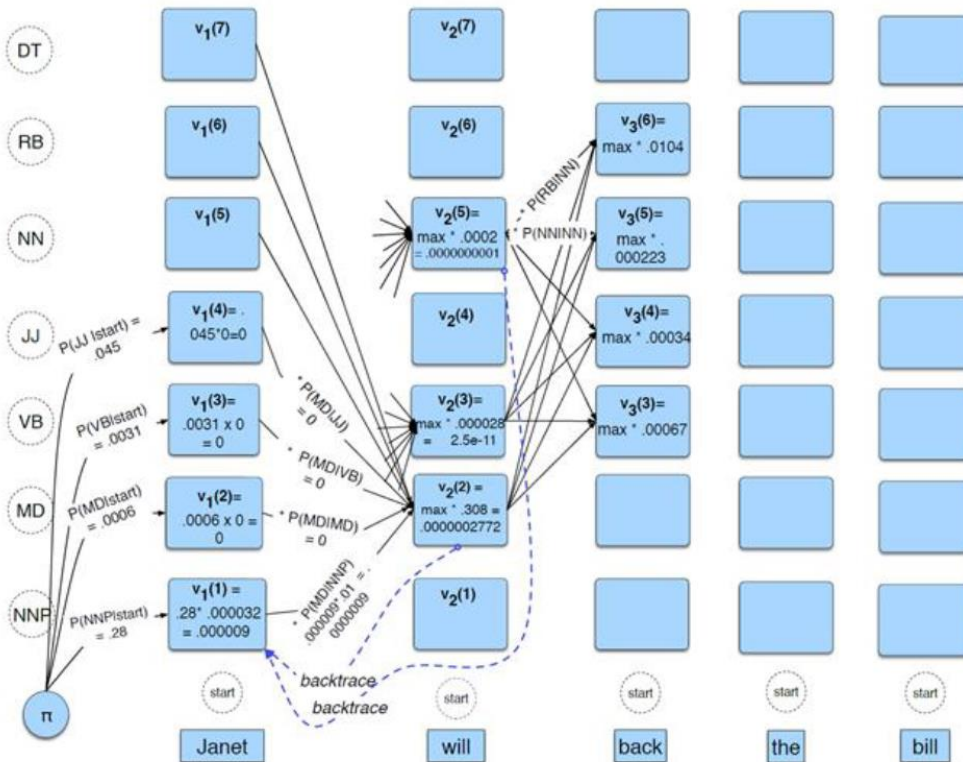 DT
v1(7)
v2(7)
RB
v1(6)
v2(6)
v3(6)=
max * .0104
NN
v1(5)
v2(5)=
max * .0002
= .0000000001
* P(RB|NN)
* P(NN|NN)
v3(5)=
max * .
000223
JJ
P(JJ |start) =
.045
v1(4)= .
045*0=0
v2(4)
v3(4)=
max * .00034
VB
P(VB|start)
= .0031
v1(3)=
.0031 x 0
= 0
* P(MD|JJ)
= 0
v2(3)=
max * .000028
= 2.5e-11
v3(3)=
max * .00067
MD
P(MD|start)
= .0006
v1(2)=
.0006 x 0 =
0
* P(MD|VB)
= 0
* P(MD|MD)
= 0
v2(2) =
max * .308 =
.0000002772
NNP
P(NNP|start)
= .28
v1(1) =
.28* .000032
= .000009
* P(MD|NNP)
.000009*.01 = .
0000009
v2(1)
backtrace
backtrace
π
start
start
start
start
start
Janet
will
back
the
bill